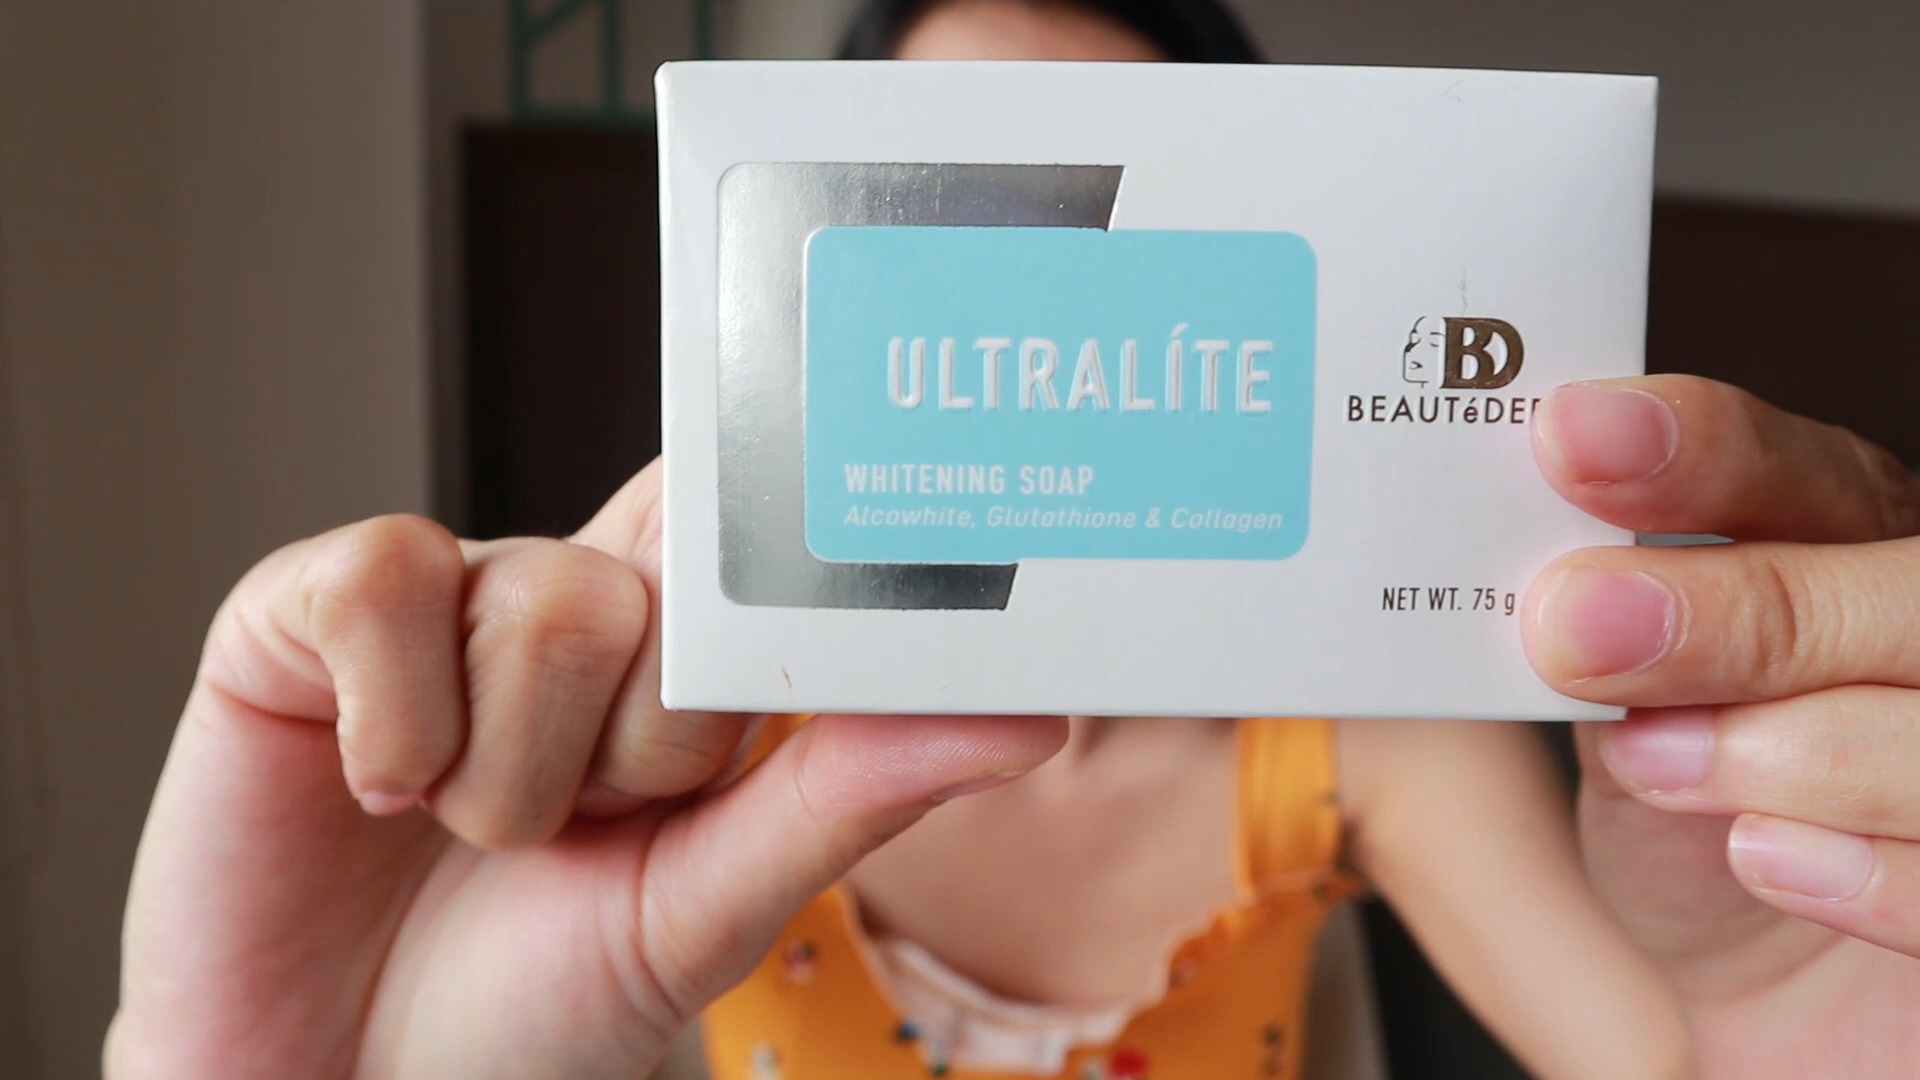 ULTRALÍTE
WHITENING SOAP
Alcowhite, Glutathione & Collagen
BD
NET WT. 75 g